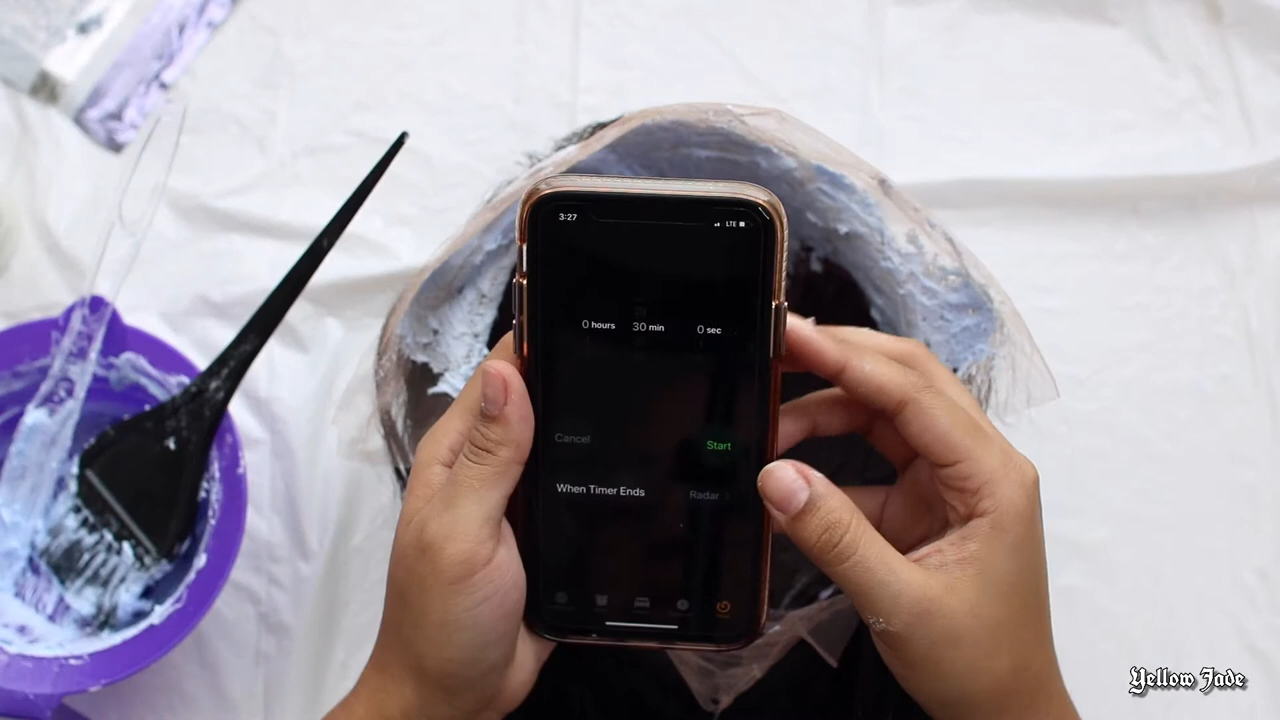 3:27
LTE
0 hours 30 min 0 sec
Cancel Start
When Timer Ends Radar
Yellow Jade